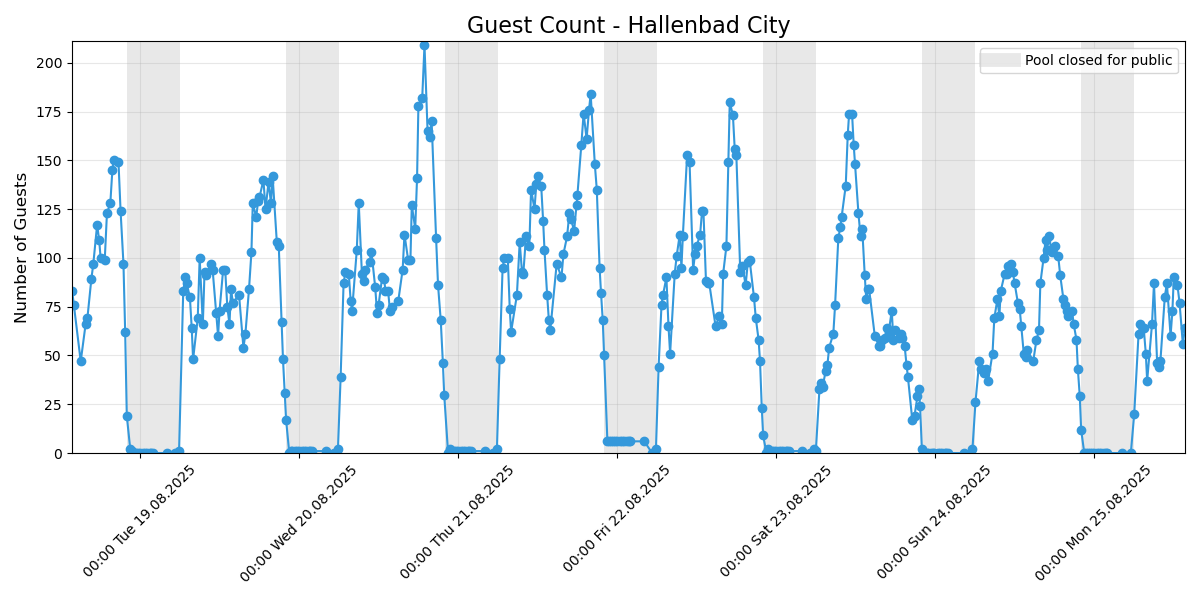 Guest Count - Hallenbad City
Pool closed for public
Number of Guests
200
175
150
125
100
75
50
25
0
00:00 Tue 19.08.2025
00:00 Wed 20.08.2025
00:00 Thu 21.08.2025
00:00 Fri 22.08.2025
00:00 Sat 23.08.2025
00:00 Sun 24.08.2025
00:00 Mon 25.08.2025